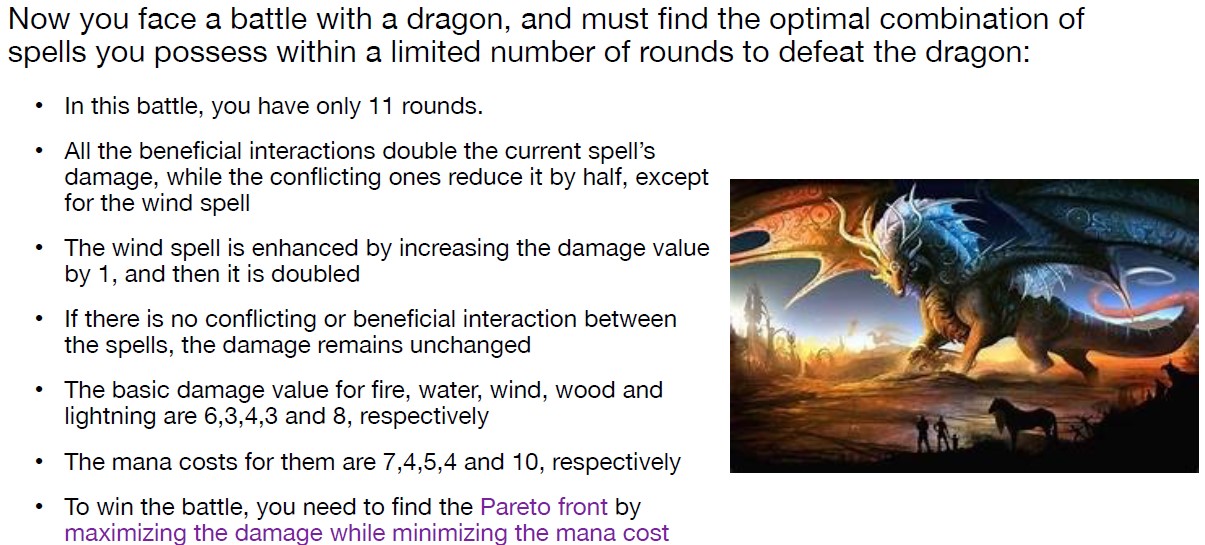 Now you face a battle with a dragon, and must find the optimal combination of
spells you possess within a limited number of rounds to defeat the dragon:
• In this battle, you have only 11 rounds.
• All the beneficial interactions double the current spell's
damage, while the conflicting ones reduce it by half, except
for the wind spell
• The wind spell is enhanced by increasing the damage value
by 1, and then it is doubled
• If there is no conflicting or beneficial interaction between
the spells, the damage remains unchanged
• The basic damage value for fire, water, wind, wood and
lightning are 6,3,4,3 and 8, respectively
• The mana costs for them are 7,4,5,4 and 10, respectively
• To win the battle, you need to find the Pareto front by
maximizing the damage while minimizing the mana cost